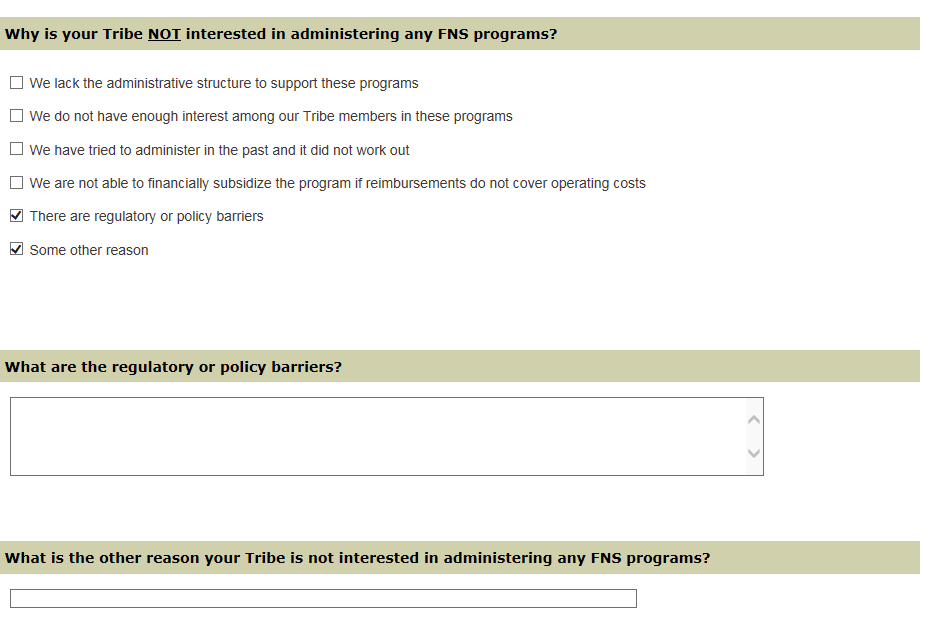 Why is your Tribe NOT interested in administering any FNS programs?
We lack the administrative structure to support these programs
We do not have enough interest among our Tribe members in these programs
We have tried to administer in the past and it did not work out
We are not able to financially subsidize the program if reimbursements do not cover operating costs
There are regulatory or policy barriers
Some other reason
What are the regulatory or policy barriers?
What is the other reason your Tribe is not interested in administering any FNS programs?